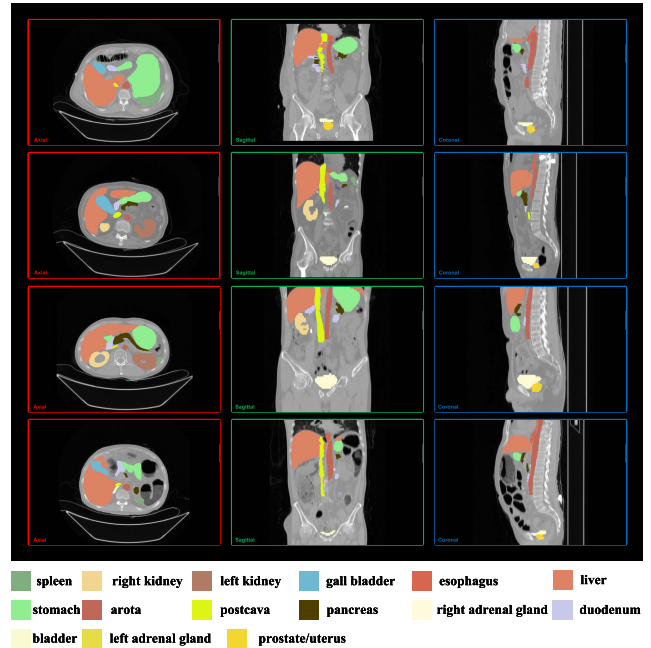 Axial Sagittal Coronal
Axial Sagittal Coronal
Axial Sagittal Coronal
Axial Sagittal Coronal
spleen right kidney left kidney gall bladder esophagus liver
stomach arota postcava pancreas right adrenal gland duodenum
bladder left adrenal gland prostate/uterus